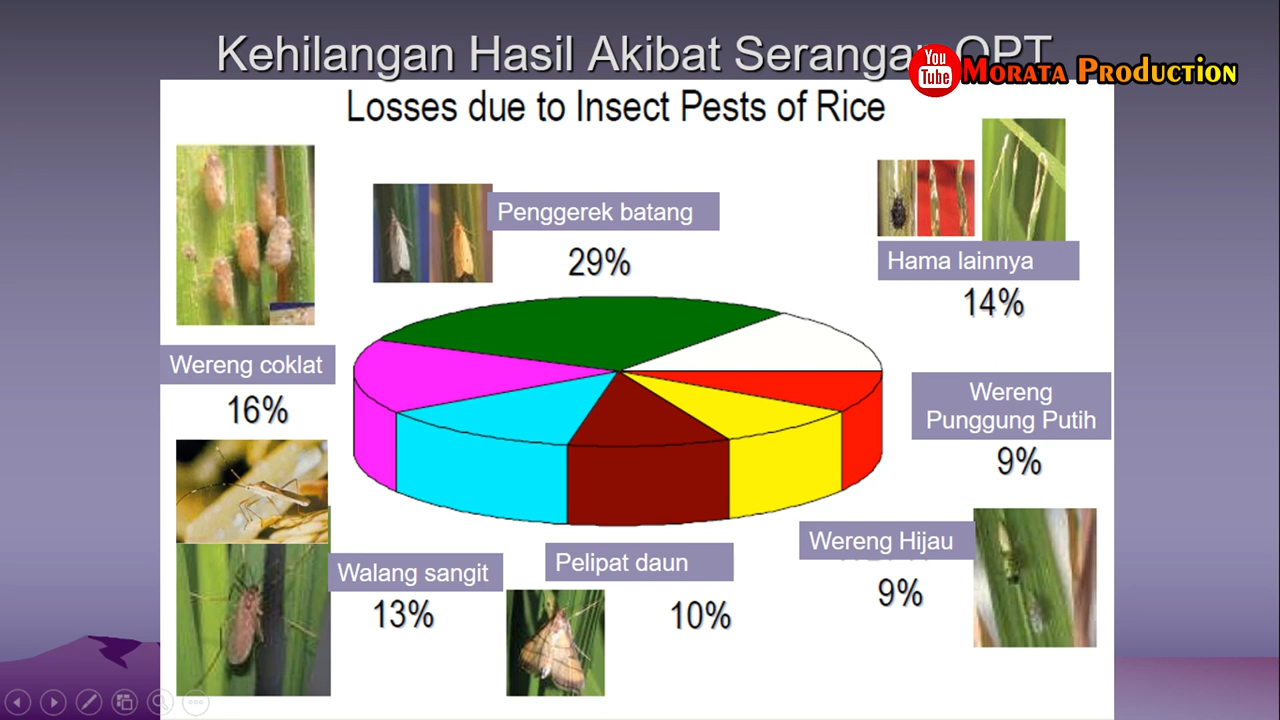 Kehilangan Hasil Akibat Serangan OPT
You Tube
Morata Production
Losses due to Insect Pests of Rice
Penggerek batang
29%
Hama lainnya
14%
Wereng coklat
16%
Wereng
Punggung Putih
9%
Wereng Hijau
9%
Pelipat daun
10%
Walang sangit
13%